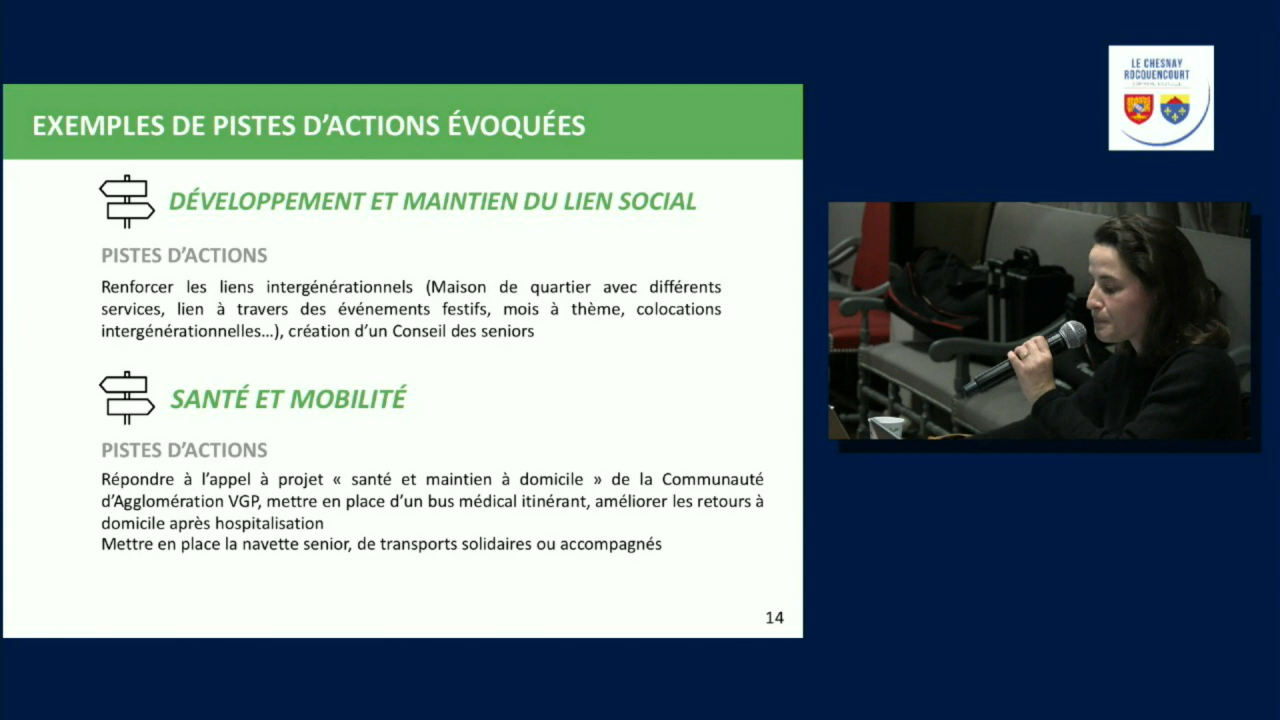 LE CHESNAY
ROCQUENCOURT
EXEMPLES DE PISTES D’ACTIONS ÉVOQUÉES
DÉVELOPPEMENT ET MAINTIEN DU LIEN SOCIAL
PISTES D’ACTIONS
Renforcer les liens intergénérationnels (Maison de quartier avec différents
services, lien à travers des événements festifs, mois à thème, colocations
intergénérationnelles…), création d’un Conseil des seniors
SANTÉ ET MOBILITÉ
PISTES D’ACTIONS
Répondre à l’appel à projet « santé et maintien à domicile » de la Communauté
d’Agglomération VGP, mettre en place d’un bus médical itinérant, améliorer les retours à
domicile après hospitalisation
Mettre en place la navette senior, de transports solidaires ou accompagnés
14